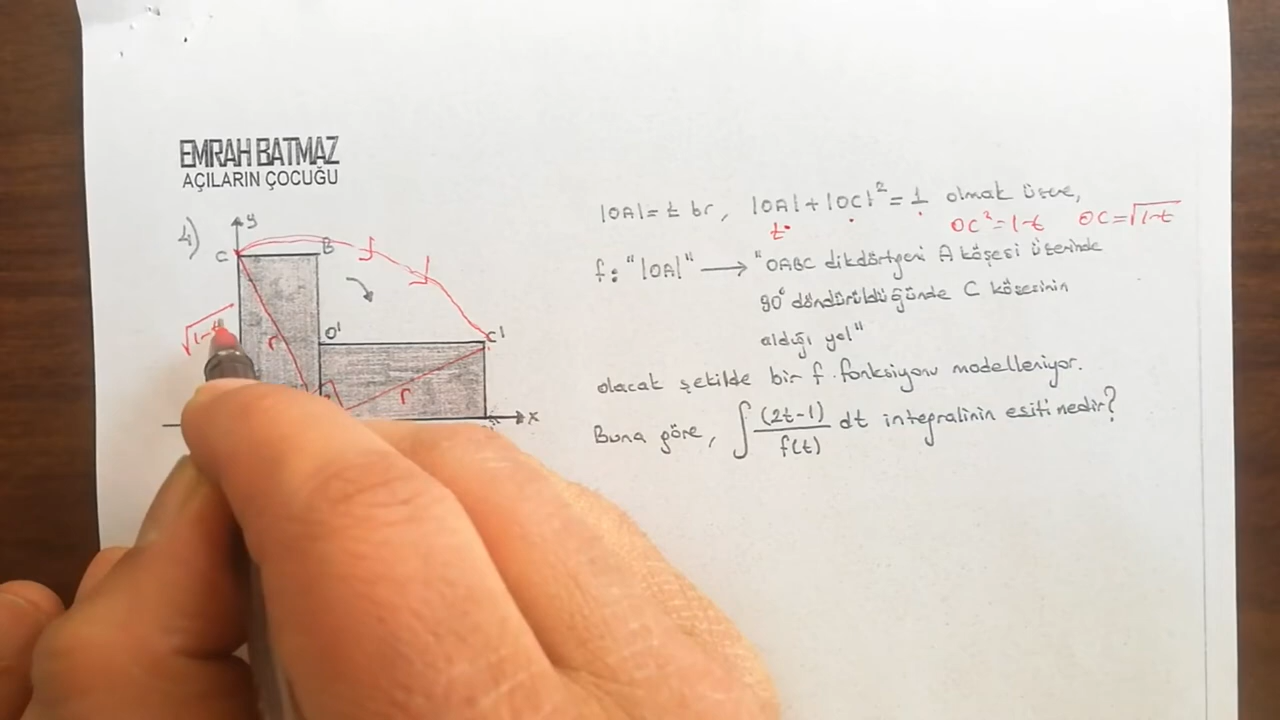 EMRAH BATMAZ
AÇILARIN ÇOCUĞU
4)
y
C
B
O'
C'
r
r
x
√1-t
|OA|= t br, |OA|+|OC|²=1 olmak üzere,
t
OC²=1-t OC=√1-t
f: "|OA|" → "OABC dikdörtgeni A köşesi üzerinde
90° döndürüldüğünde C köşesinin
aldığı yol"
olacak şekilde bir f fonksiyonu modelleniyor.
Buna göre, ∫ (2t-1)/f(t) dt integralinin eşiti nedir?